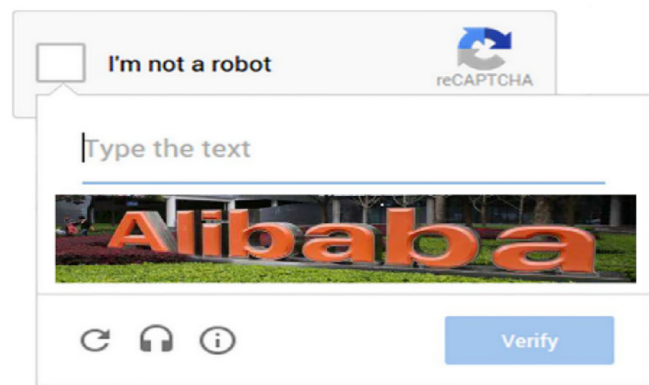 I'm not a robot
reCAPTCHA
Type the text
Alibaba
Verify